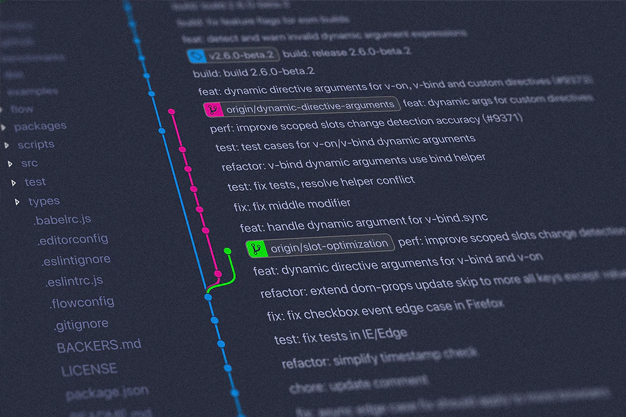 build: build 2.6.0-beta.3
build: fix feature flags for esm builds
feat: detect and warn invalid dynamic argument expressions
v2.6.0-beta.2 build: release 2.6.0-beta.2
build: build 2.6.0-beta.2
feat: dynamic directive arguments for v-on, v-bind and custom directives (#9373)
origin/dynamic-directive-arguments feat: dynamic args for custom directives
perf: improve scoped slots change detection accuracy (#9371)
test: test cases for v-on/v-bind dynamic arguments
refactor: v-bind dynamic arguments use bind helper
test: fix tests, resolve helper conflict
fix: fix middle modifier
feat: handle dynamic argument for v-bind.sync
origin/slot-optimization perf: improve scoped slots change detection
feat: dynamic directive arguments for v-bind and v-on
refactor: extend dom-props update skip to more all keys except
fix: fix checkbox event edge case in Firefox
test: fix tests in IE/Edge
refactor: simplify timestamp check
chore: update comment
fix: async edge case fix should apply to more browsers
examples
flow
packages
scripts
src
test
types
.babelrc.js
.editorconfig
.eslintignore
.eslintrc.js
.flowconfig
.gitignore
BACKERS.md
LICENSE
package.json
README.md